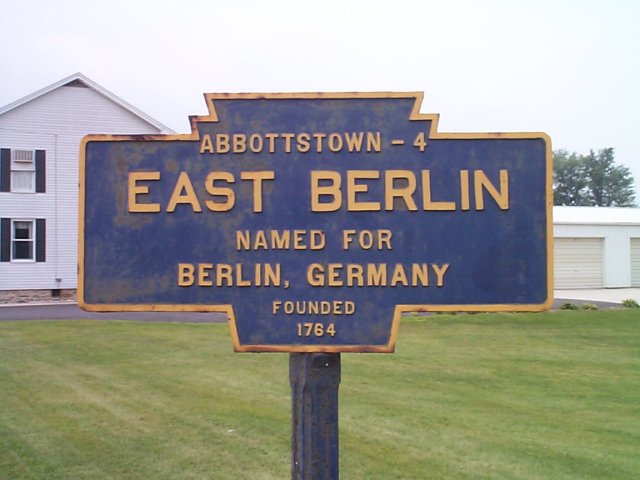 ABBOTTSTOWN - 4
EAST BERLIN
NAMED FOR
BERLIN, GERMANY
FOUNDED
1764